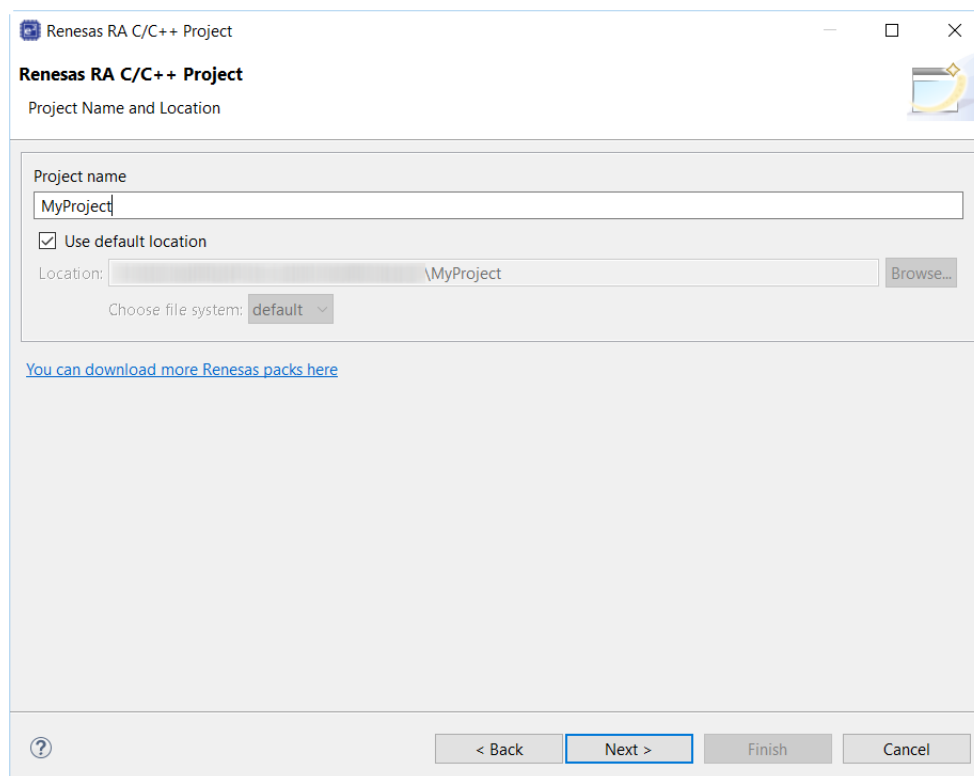 Renesas RA C/C++ Project
Renesas RA C/C++ Project
Project Name and Location
Project name
MyProject
Use default location
Location: \MyProject Browse...
Choose file system: default
You can download more Renesas packs here
? < Back Next > Finish Cancel